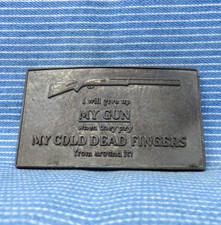 I will give up
MY GUN
when they pry
MY COLD DEAD FINGERS
from around it!